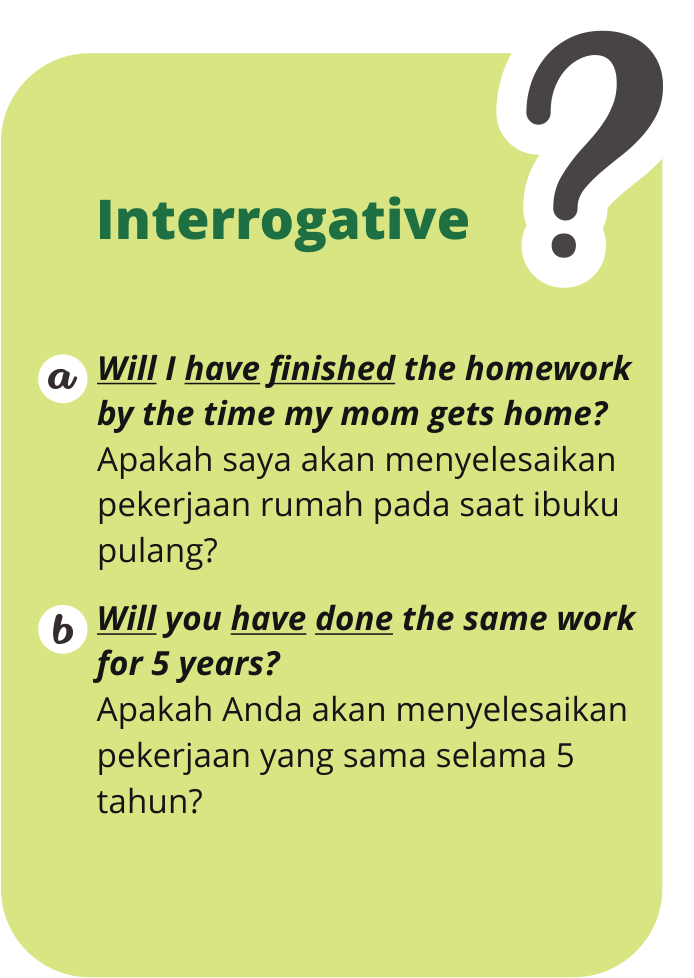 ?
Interrogative
a Will I have finished the homework
by the time my mom gets home?
Apakah saya akan menyelesaikan
pekerjaan rumah pada saat ibuku
pulang?
b Will you have done the same work
for 5 years?
Apakah Anda akan menyelesaikan
pekerjaan yang sama selama 5
tahun?